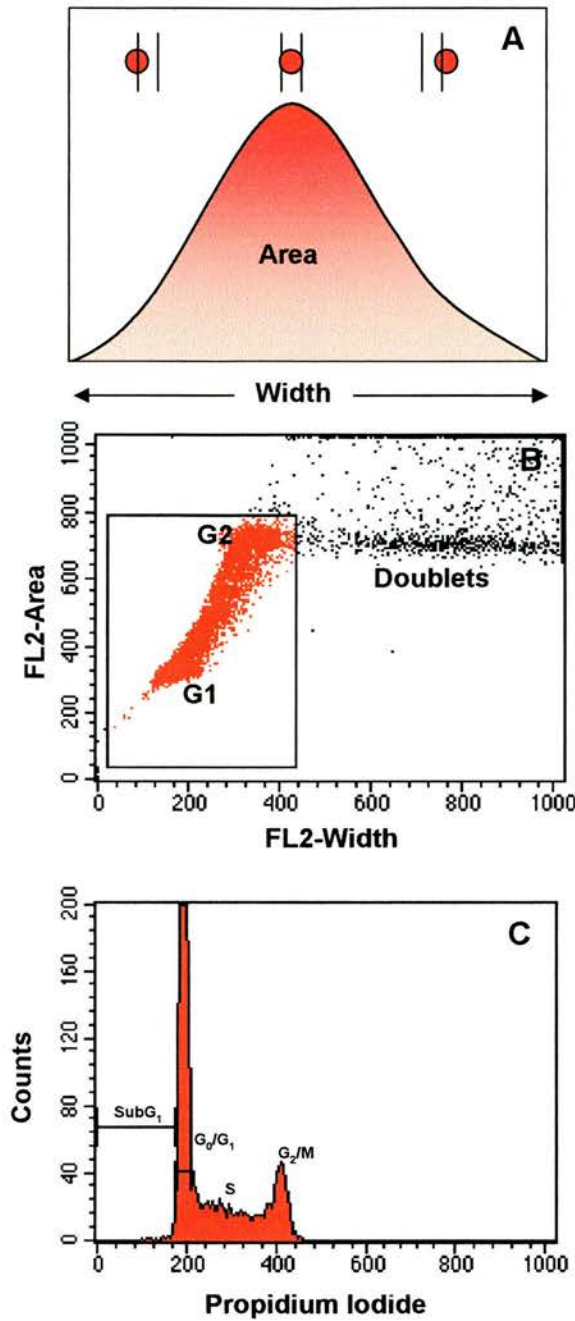 A
Area
Width
B
1000
800
600
400
200
0
FL2-Area
G2
G1
Doublets
0 200 400 600 800 1000
FL2-Width
C
200
160
120
80
40
0
Counts
SubG₁
G₀/G₁
S
G₂/M
0 200 400 600 800 1000
Propidium Iodide